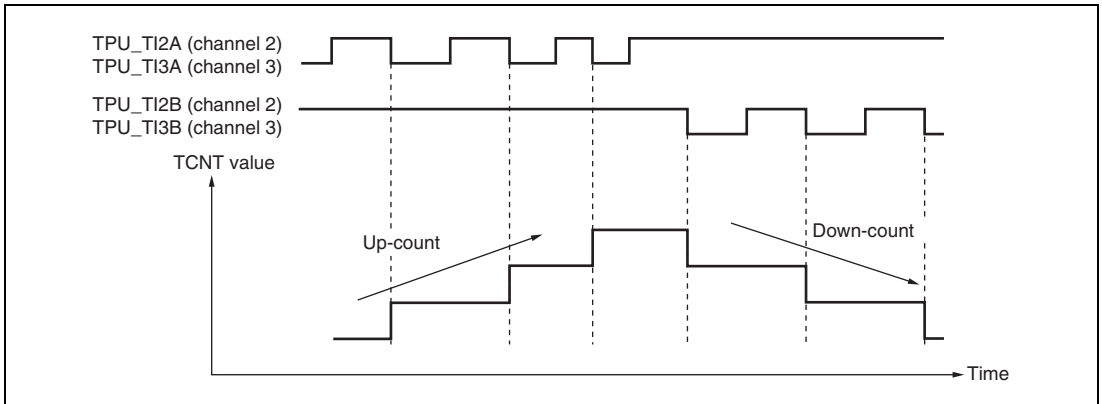 TPU_TI2A (channel 2)
TPU_TI3A (channel 3)
TPU_TI2B (channel 2)
TPU_TI3B (channel 3)
TCNT value
Up-count
Down-count
Time